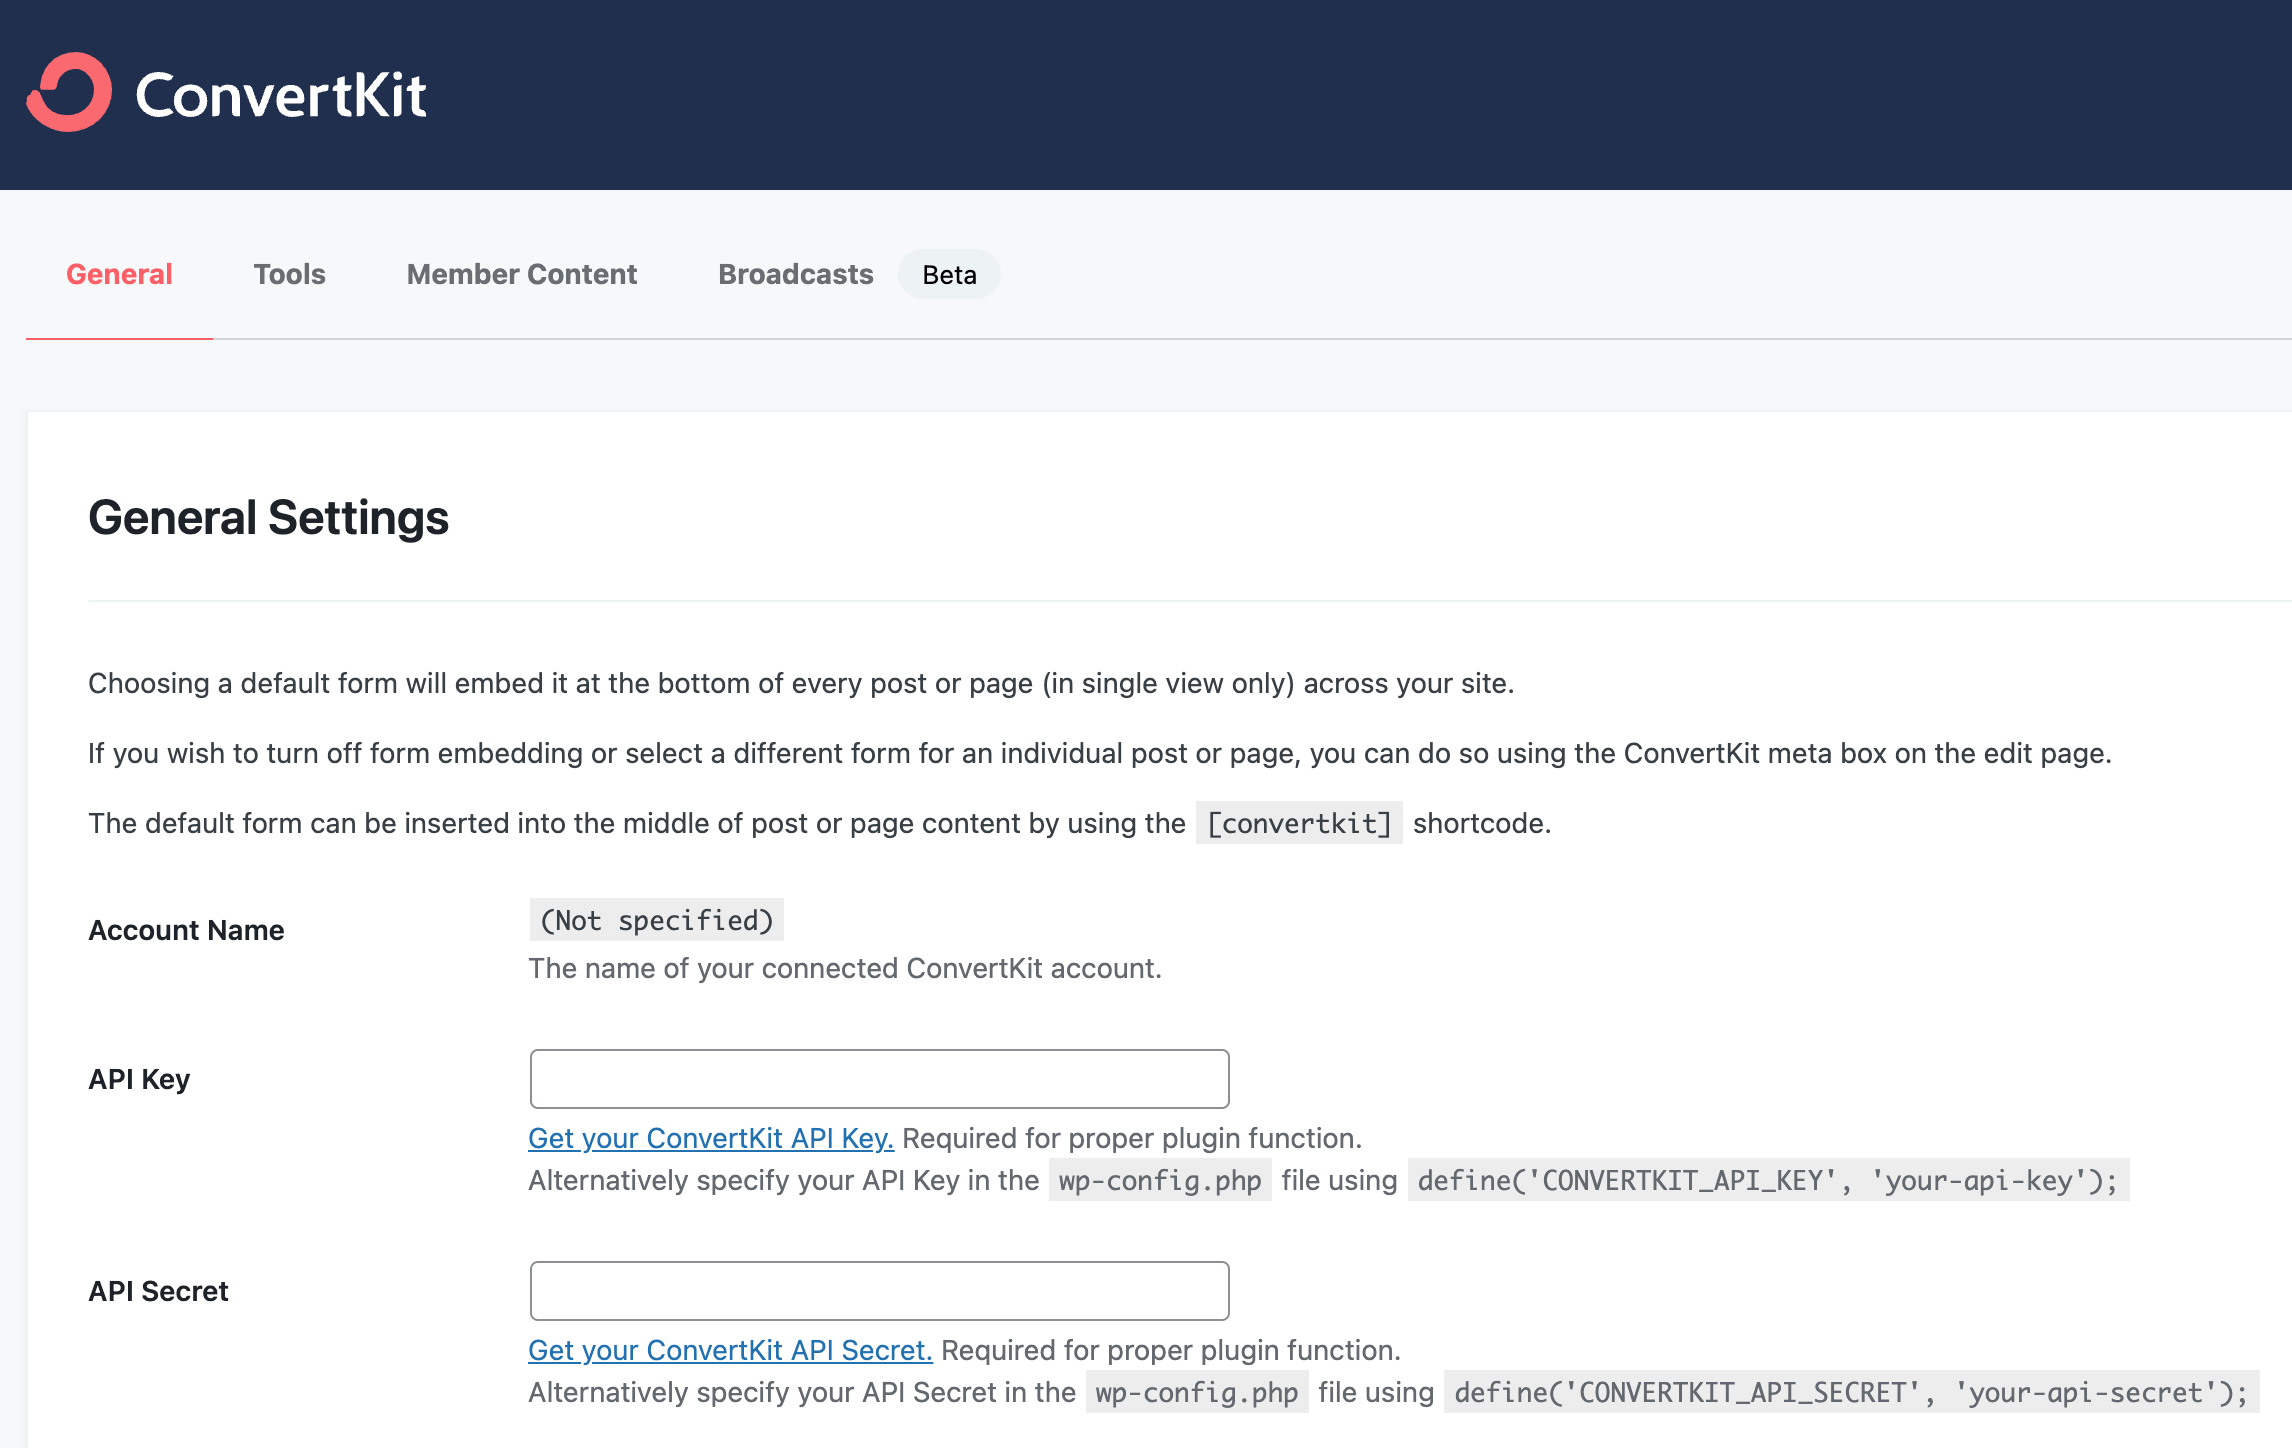 ConvertKit
General Tools Member Content Broadcasts Beta
General Settings
Choosing a default form will embed it at the bottom of every post or page (in single view only) across your site.
If you wish to turn off form embedding or select a different form for an individual post or page, you can do so using the ConvertKit meta box on the edit page.
The default form can be inserted into the middle of post or page content by using the [convertkit] shortcode.
Account Name (Not specified)
The name of your connected ConvertKit account.
API Key
Get your ConvertKit API Key. Required for proper plugin function.
Alternatively specify your API Key in the wp-config.php file using define('CONVERTKIT_API_KEY', 'your-api-key');
API Secret
Get your ConvertKit API Secret. Required for proper plugin function.
Alternatively specify your API Secret in the wp-config.php file using define('CONVERTKIT_API_SECRET', 'your-api-secret');